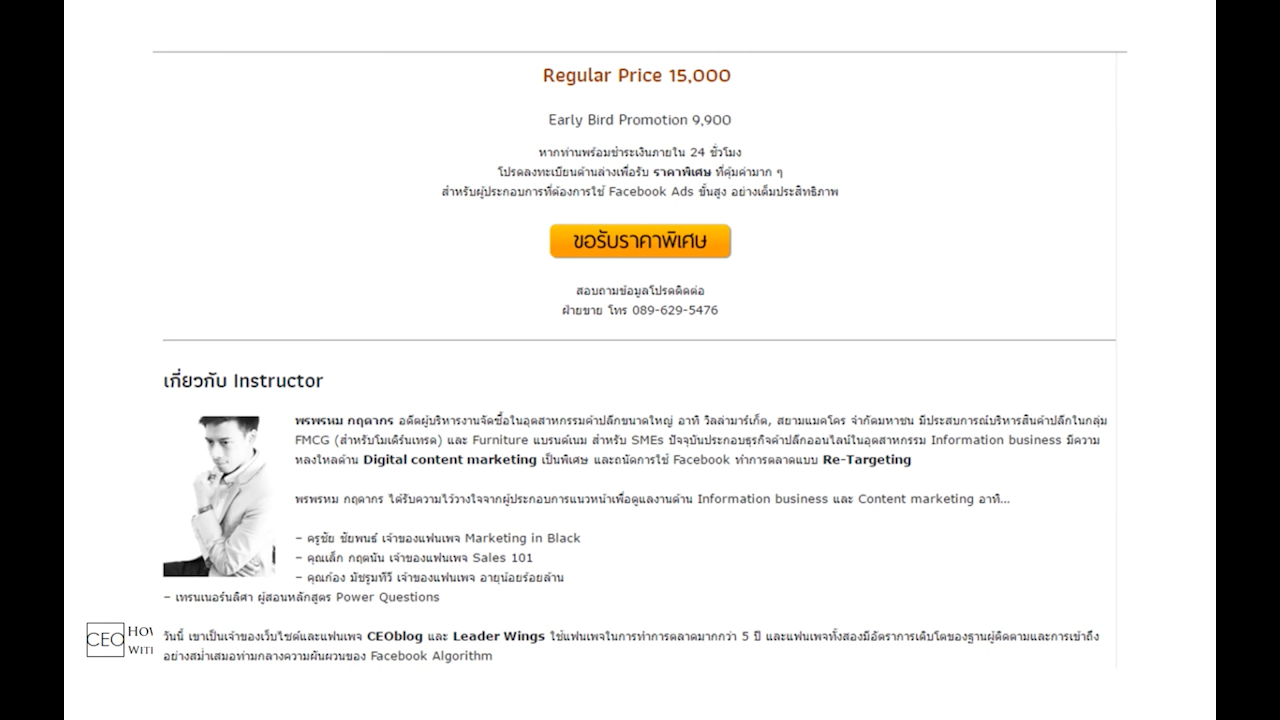 Regular Price 15,000
Early Bird Promotion 9,900
หากท่านพร้อมชำระเงินภายใน 24 ชั่วโมง
โปรดลงทะเบียนด้านล่างเพื่อรับ ราคาพิเศษ ที่คุ้มค่ามาก ๆ
สำหรับผู้ประกอบการที่ต้องการใช้ Facebook Ads ขั้นสูง อย่างเต็มประสิทธิภาพ
ขอรับราคาพิเศษ
สอบถามข้อมูลโปรดติดต่อ
ฝ่ายขาย โทร 089-629-5476
เกี่ยวกับ Instructor
พรพรหม กฤดากร อดีตผู้บริหารงานจัดซื้อในอุตสาหกรรมค้าปลีกขนาดใหญ่ อาทิ วิลล่ามาร์เก็ต, สยามแมคโคร จำกัดมหาชน มีประสบการณ์บริหารสินค้าปลีกในกลุ่ม
FMCG (สำหรับโมเดิร์นเทรด) และ Furniture แบรนด์เนม สำหรับ SMEs ปัจจุบันประกอบธุรกิจค้าปลีกออนไลน์ในอุตสาหกรรม Information business มีความ
หลงใหลด้าน Digital content marketing เป็นพิเศษ และถนัดการใช้ Facebook ทำการตลาดแบบ Re-Targeting
พรพรหม กฤดากร ได้รับความไว้วางใจจากผู้ประกอบการแนวหน้าเพื่อดูแลงานด้าน Information business และ Content marketing อาทิ...
– ครูชัย ชัยพนธ์ เจ้าของแฟนเพจ Marketing in Black
– คุณเล็ก กฤตนัน เจ้าของแฟนเพจ Sales 101
– คุณก้อง มัชรูมทีวี เจ้าของแฟนเพจ อายุน้อยร้อยล้าน
– เทรนเนอร์นลิศา ผู้สอนหลักสูตร Power Questions
วันนี้ เขาเป็นเจ้าของเว็บไซต์และแฟนเพจ CEOblog และ Leader Wings ใช้แฟนเพจในการทำการตลาดมากกว่า 5 ปี และแฟนเพจทั้งสองมีอัตราการเติบโตของฐานผู้ติดตามและการเข้าถึง
อย่างสม่ำเสมอท่ามกลางความผันผวนของ Facebook Algorithm
CEO
WITH